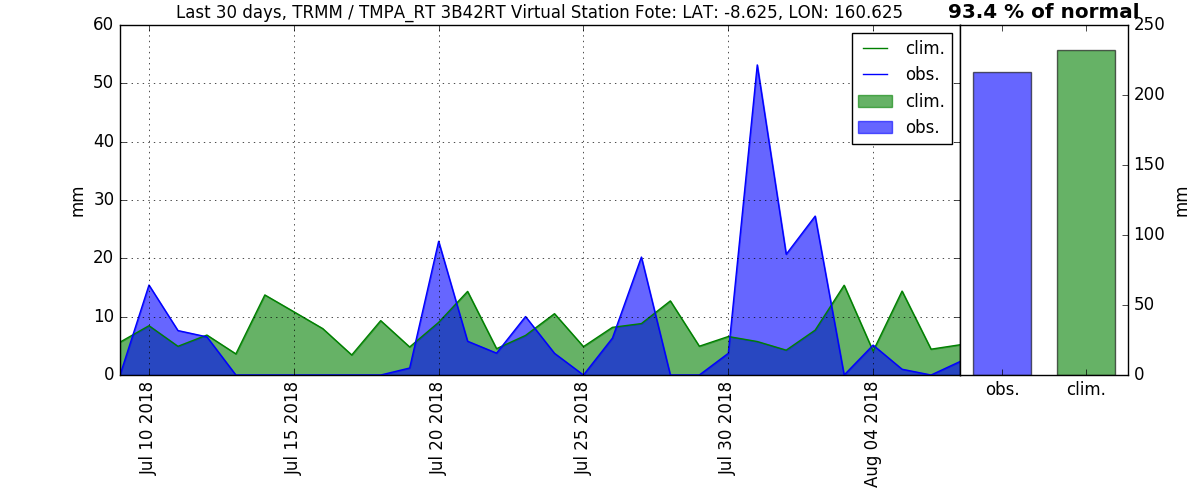 Last 30 days, TRMM / TMPA_RT 3B42RT Virtual Station Fote: LAT: -8.625, LON: 160.625
93.4 % of normal
60
50
40
30
20
10
0
mm
clim.
obs.
clim.
obs.
Jul 10 2018
Jul 15 2018
Jul 20 2018
Jul 25 2018
Jul 30 2018
Aug 04 2018
250
200
150
100
50
0
mm
obs.
clim.